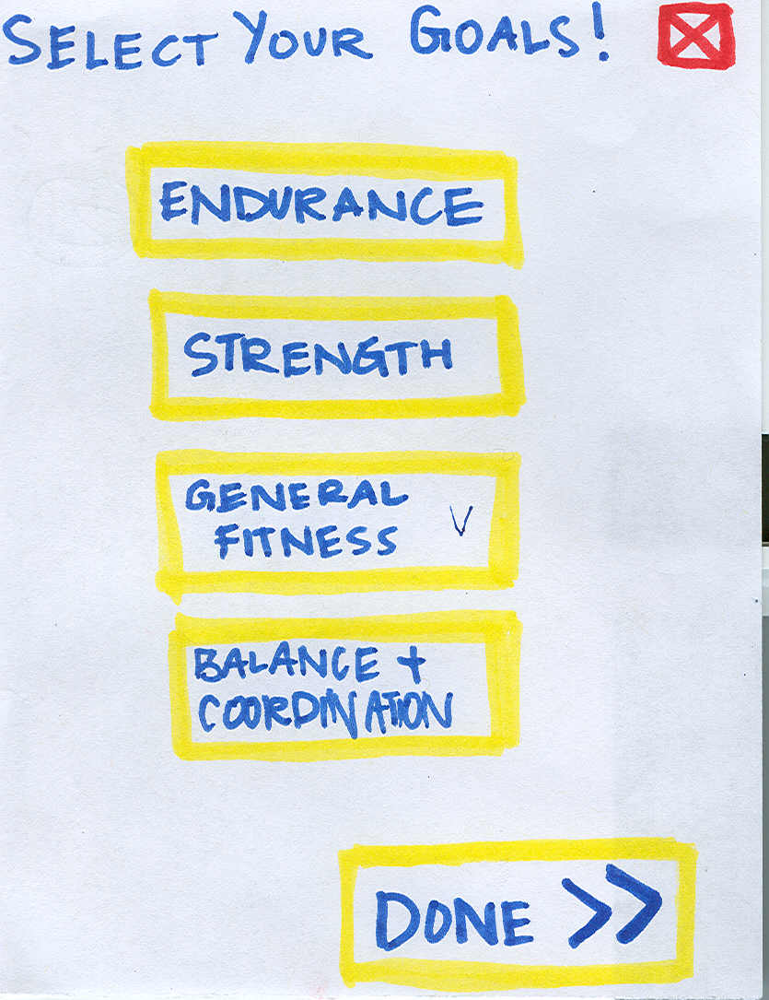 SELECT YOUR GOALS!
ENDURANCE
STRENGTH
GENERAL
FITNESS
BALANCE +
COORDINATION
DONE >>